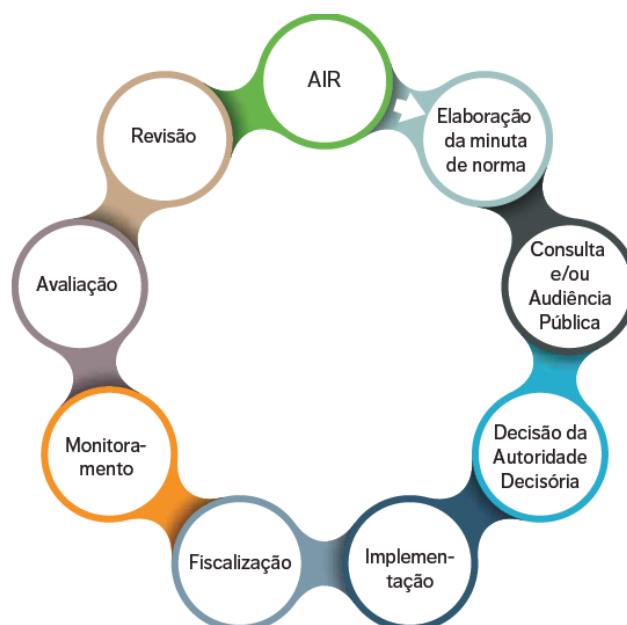 AIR
Elaboração
da minuta
de norma
Consulta
e/ou
Audiência
Pública
Decisão da
Autoridade
Decisória
Implemen-
tação
Fiscalização
Monitora-
mento
Avaliação
Revisão